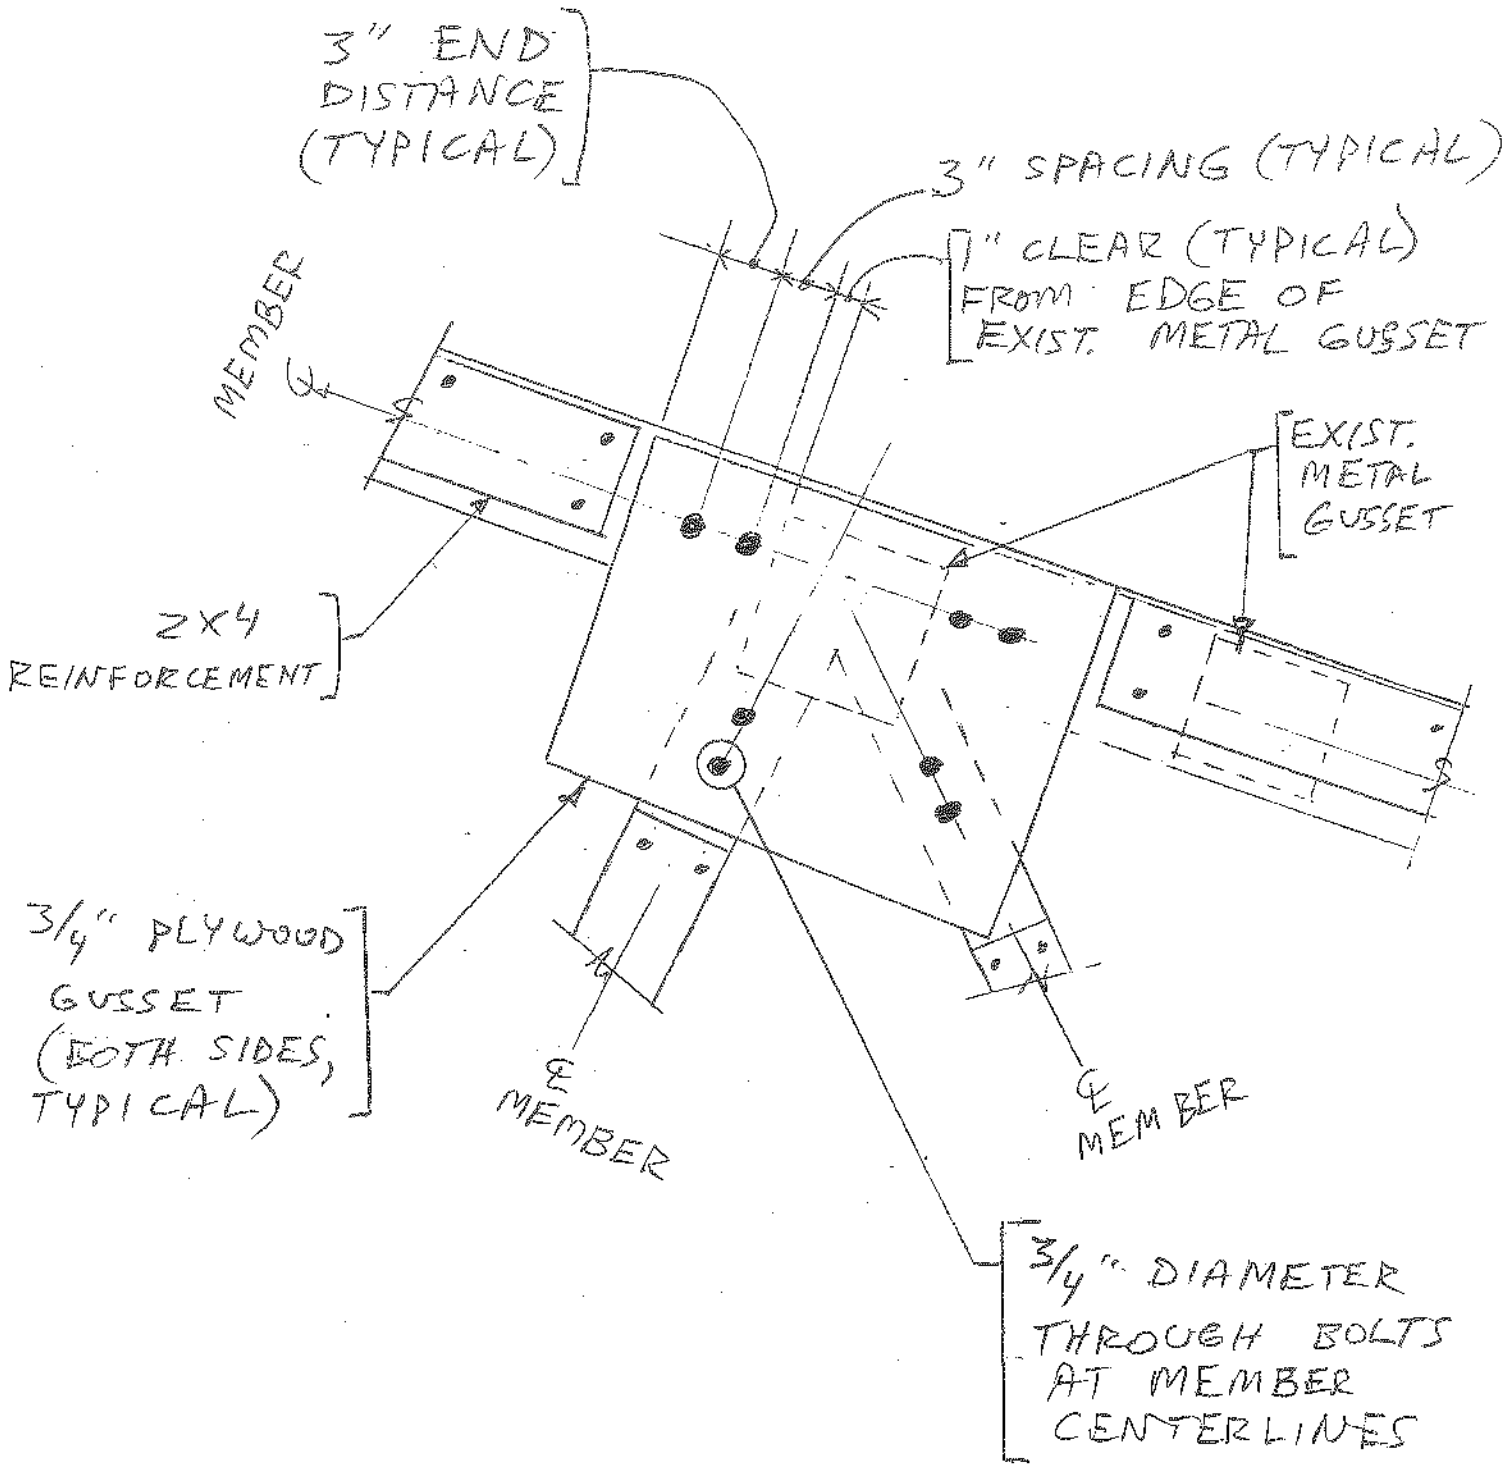 3" END
DISTANCE
(TYPICAL)
3" SPACING (TYPICAL)
1" CLEAR (TYPICAL)
FROM EDGE OF
EXIST. METAL GUSSET
MEMBER
℄
EXIST.
METAL
GUSSET
2X4
REINFORCEMENT
3/4" PLYWOOD
GUSSET
(BOTH SIDES,
TYPICAL)
℄
MEMBER
℄
MEMBER
3/4" DIAMETER
THROUGH BOLTS
AT MEMBER
CENTERLINES